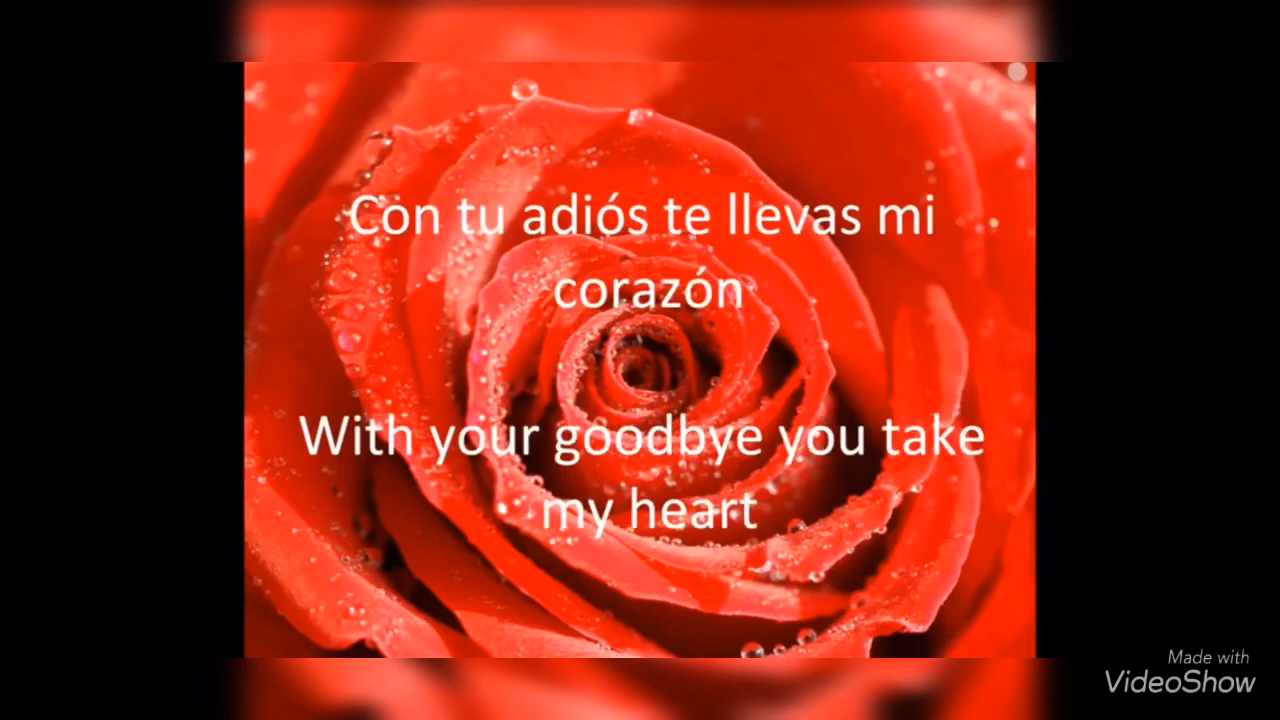 Con tu adiós te llevas mi
corazón
With your goodbye you take
my heart
Made with
VideoShow